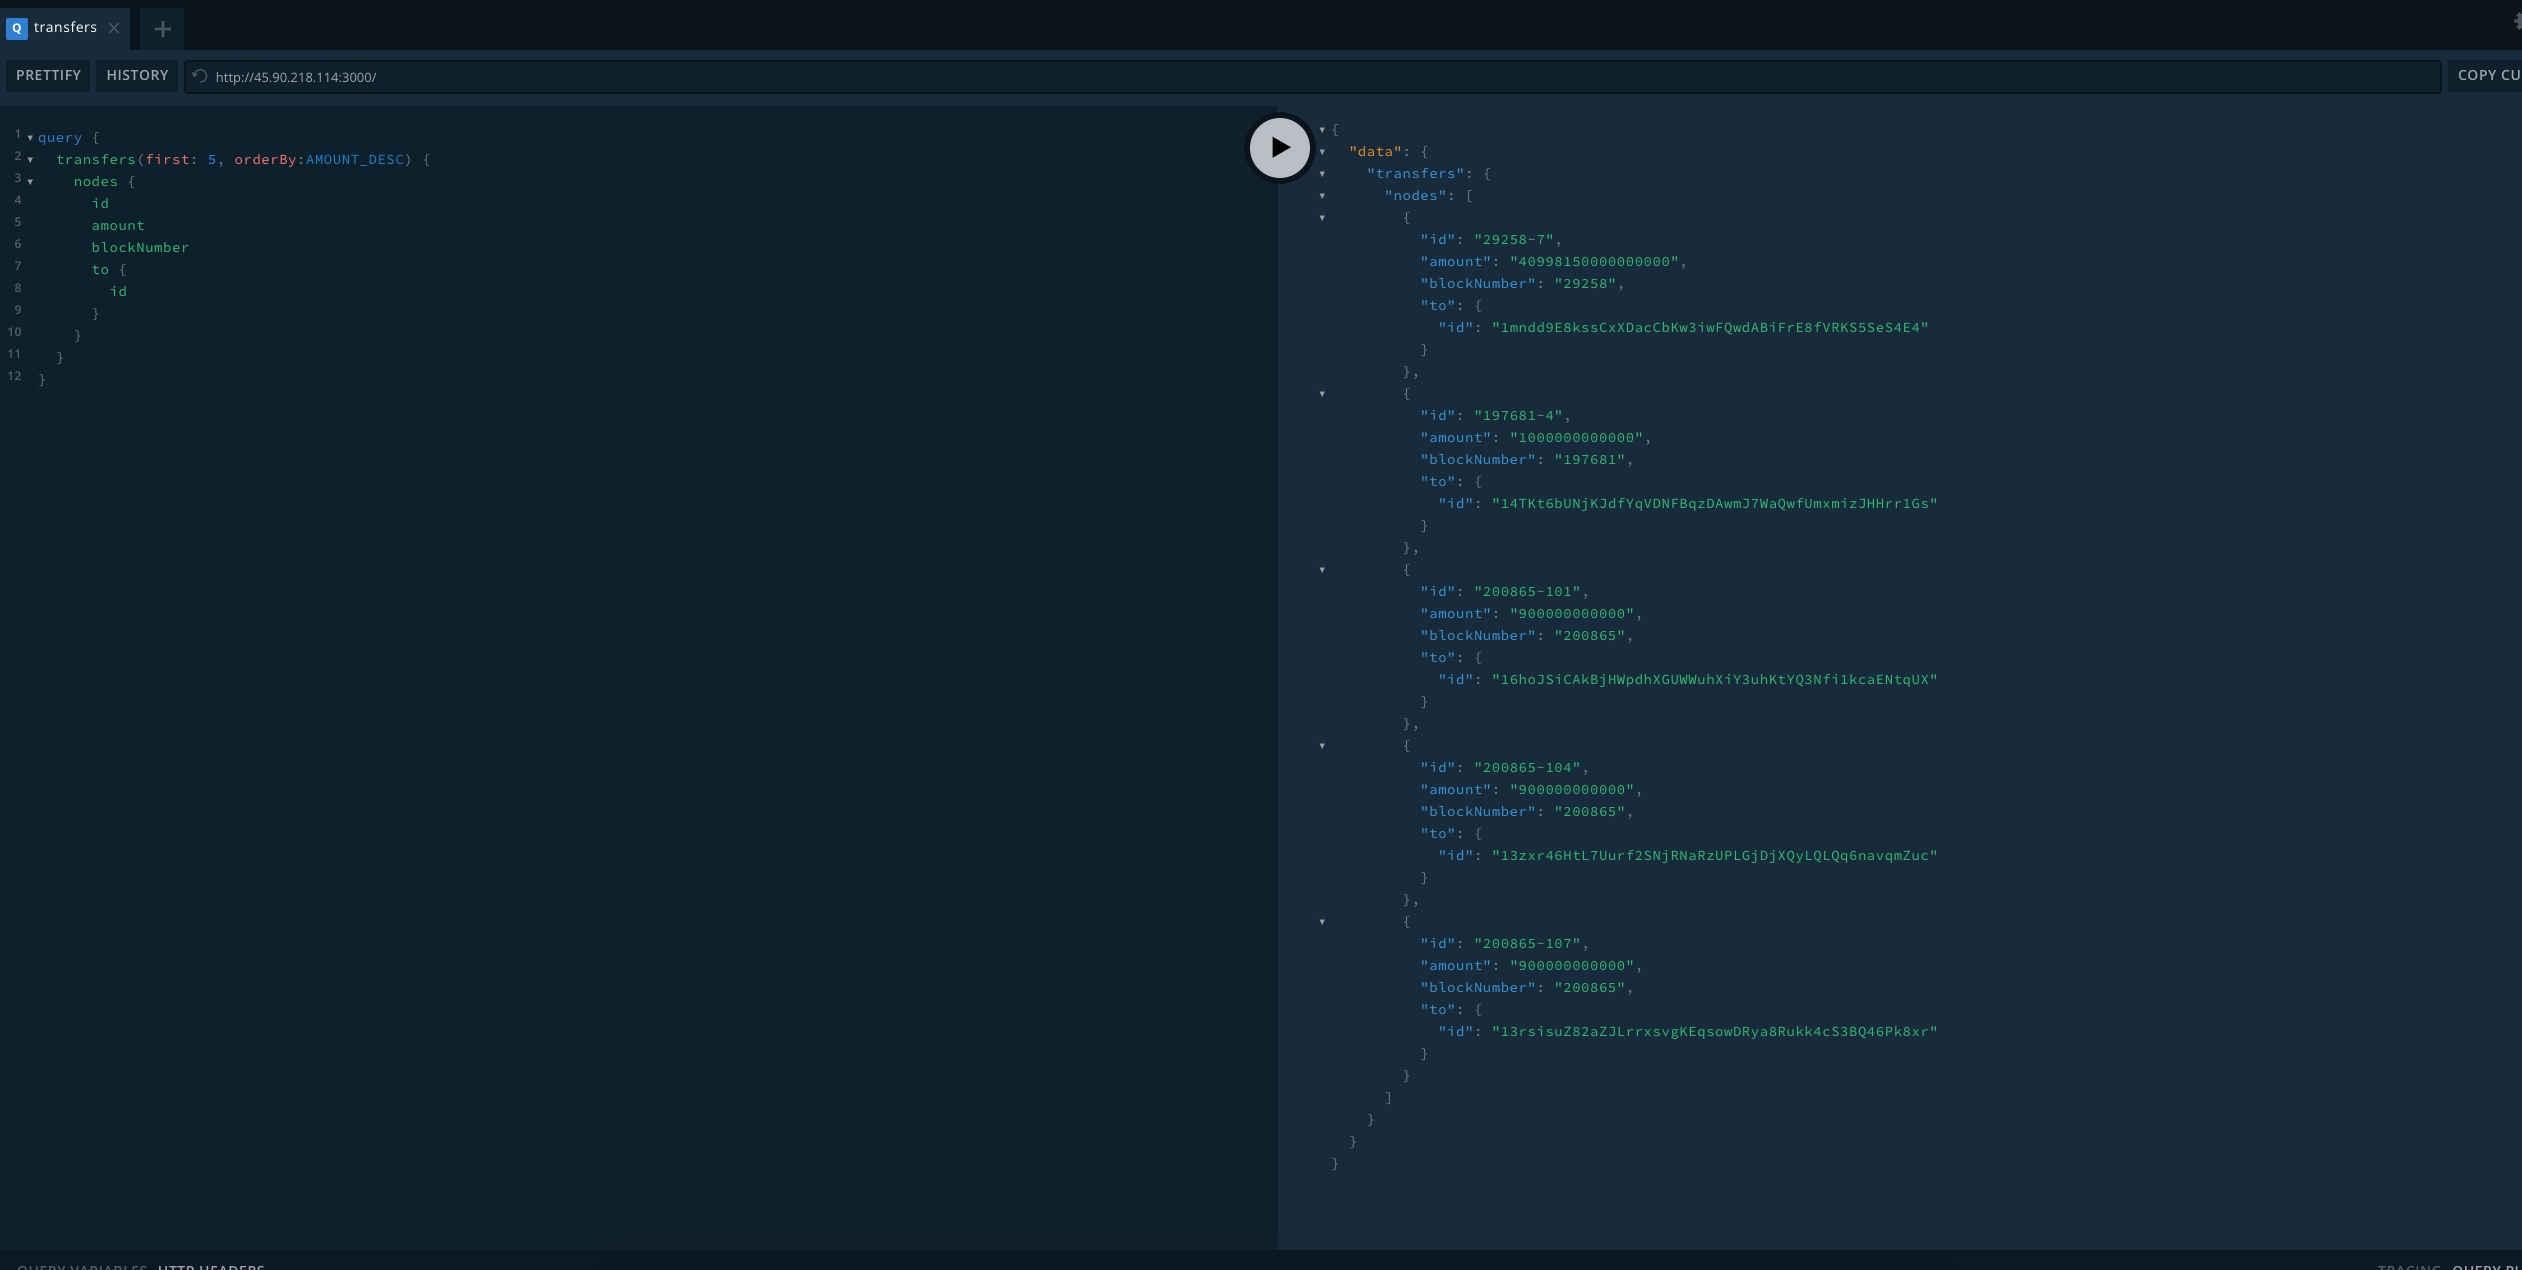 Q transfers
PRETTIFY HISTORY http://45.90.218.114:3000/ COPY CU
1 query {
2 transfers(first: 5, orderBy:AMOUNT_DESC) {
3 nodes {
4 id
5 amount
6 blockNumber
7 to {
8 id
9 }
10 }
11 }
12 }
{
"data": {
"transfers": {
"nodes": [
{
"id": "29258-7",
"amount": "40998150000000000",
"blockNumber": "29258",
"to": {
"id": "1mndd9E8kssCxXDacCbKw3iwFQwdABiFrE8fVRKS5SeS4E4"
}
},
{
"id": "197681-4",
"amount": "1000000000000",
"blockNumber": "197681",
"to": {
"id": "14TKt6bUNjKJdfYqVDNFBqzDAwmJ7WaQwfUmxmizJHHrr1Gs"
}
},
{
"id": "200865-101",
"amount": "900000000000",
"blockNumber": "200865",
"to": {
"id": "16hoJSiCAkBjHWpdhXGUWWuhXiY3uhKtYQ3Nfi1kcaENtqUX"
}
},
{
"id": "200865-104",
"amount": "900000000000",
"blockNumber": "200865",
"to": {
"id": "13zxr46HtL7Uurf2SNjRNaRzUPLGjDjXQyLQLQq6navqmZuc"
}
},
{
"id": "200865-107",
"amount": "900000000000",
"blockNumber": "200865",
"to": {
"id": "13rsisuZ82aZJLrrxsvgKEqsowDRya8Rukk4cS3BQ46Pk8xr"
}
}
]
}
}
}
QUERY VARIABLES HTTP HEADERS TRACING QUERY PL